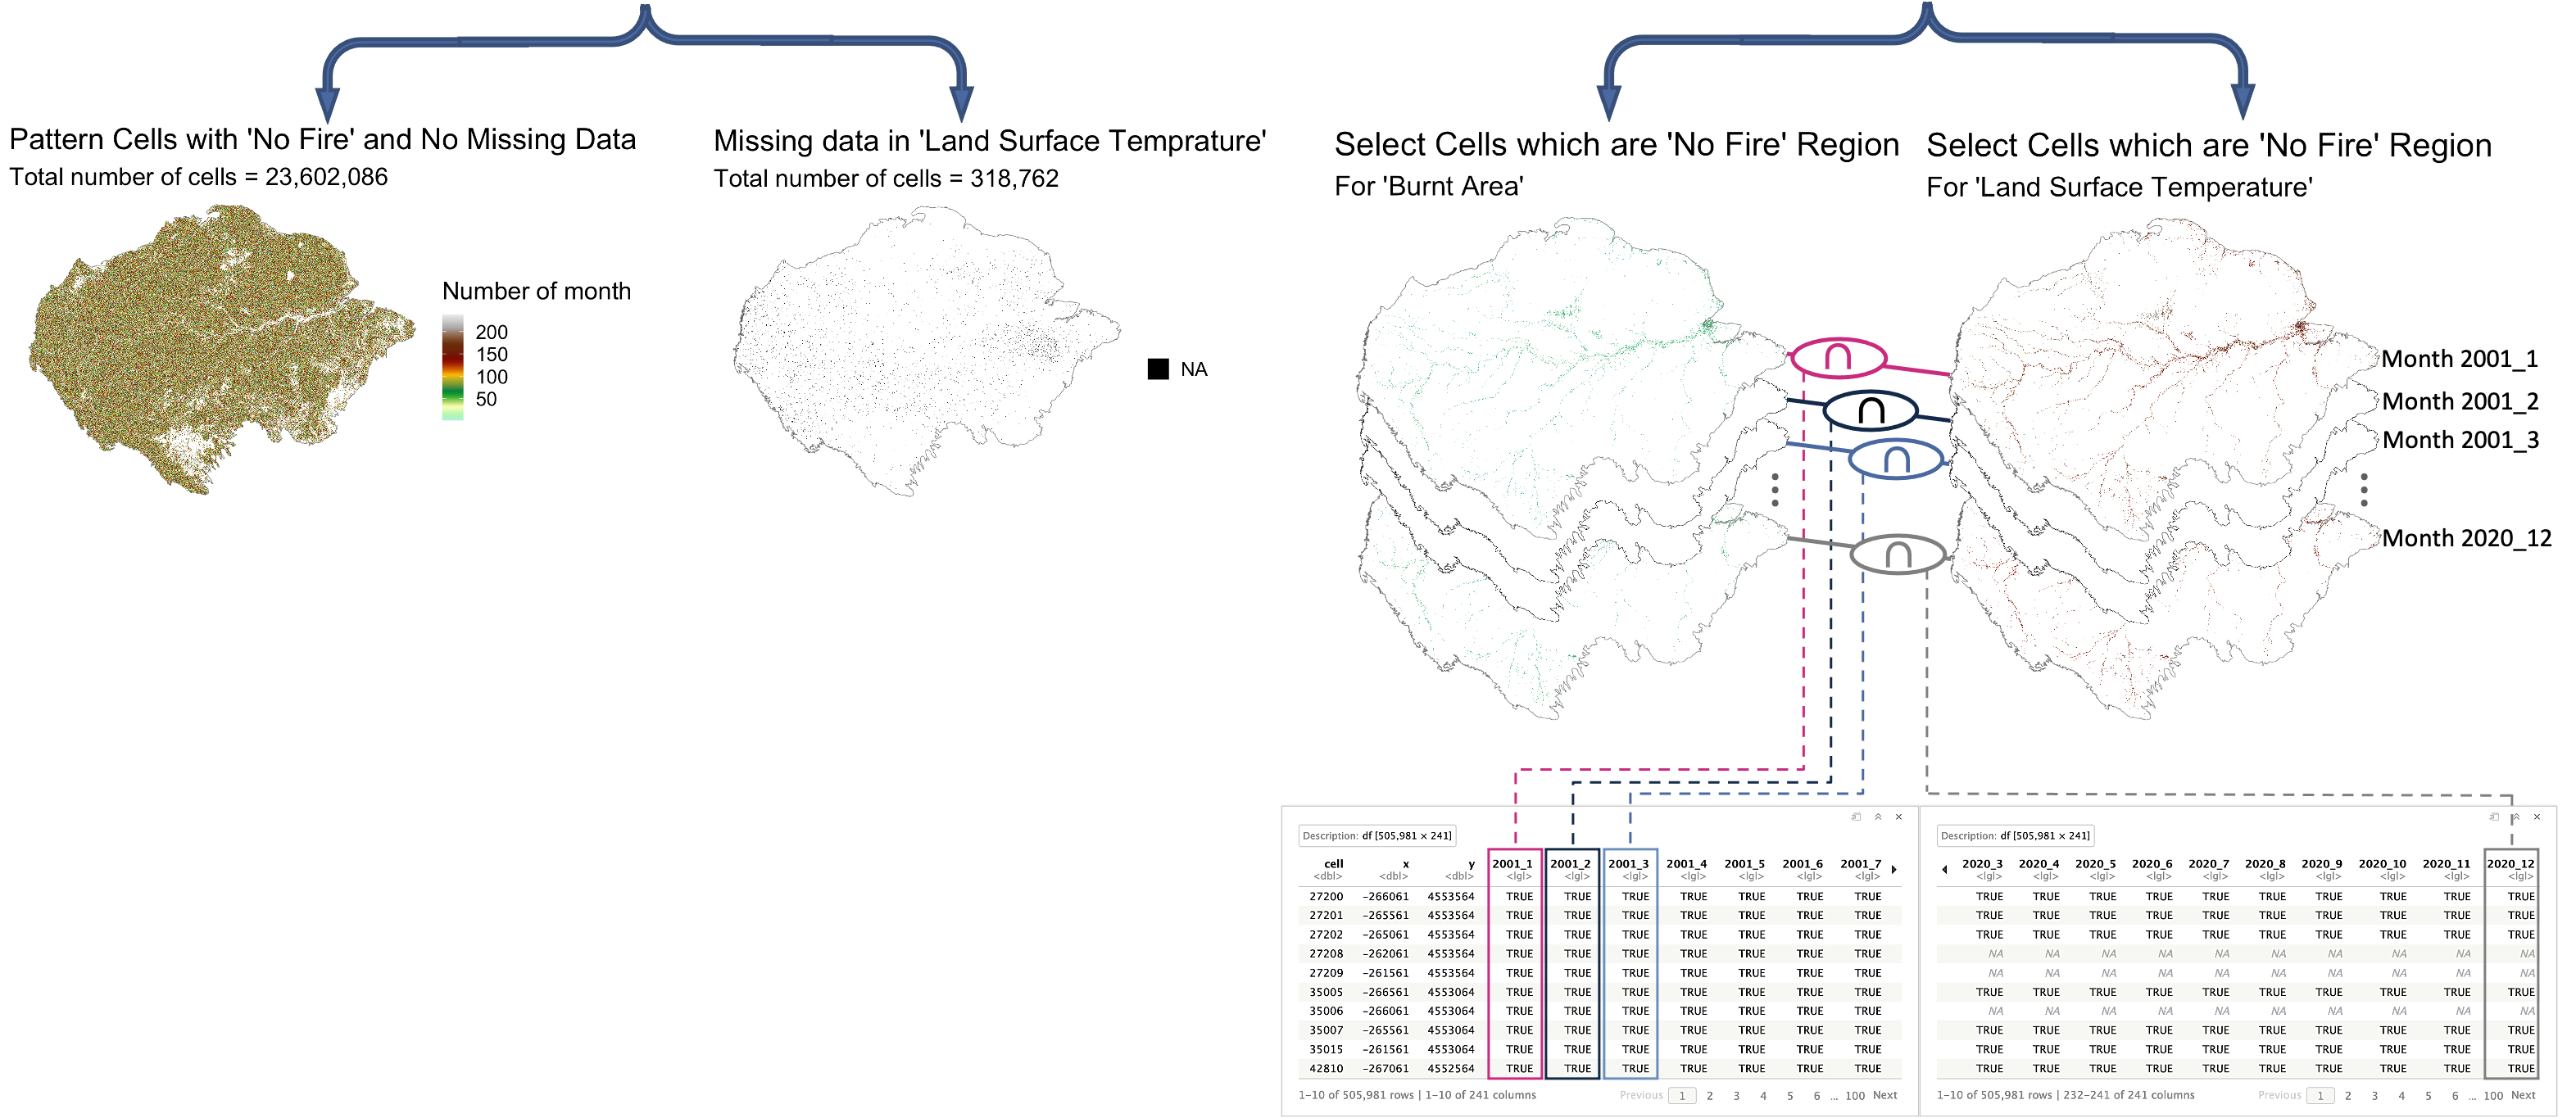 Pattern Cells with 'No Fire' and No Missing Data
Total number of cells = 23,602,086
Number of month
200
150
100
50
Missing data in 'Land Surface Temprature'
Total number of cells = 318,762
NA
Select Cells which are 'No Fire' Region
For 'Burnt Area'
Select Cells which are 'No Fire' Region
For 'Land Surface Temperature'
∩
∩
∩
∩
Month 2001_1
Month 2001_2
Month 2001_3
Month 2020_12
Description: df [505,981 × 241]
cell x y 2001_1 2001_2 2001_3 2001_4 2001_5 2001_6 2001_7
<dbl> <dbl> <dbl> <lgl> <lgl> <lgl> <lgl> <lgl> <lgl> <lgl>
27200 -266061 4553564 TRUE TRUE TRUE TRUE TRUE TRUE TRUE
27201 -265561 4553564 TRUE TRUE TRUE TRUE TRUE TRUE TRUE
27202 -265061 4553564 TRUE TRUE TRUE TRUE TRUE TRUE TRUE
27208 -262061 4553564 TRUE TRUE TRUE TRUE TRUE TRUE TRUE
27209 -261561 4553564 TRUE TRUE TRUE TRUE TRUE TRUE TRUE
35005 -266561 4553064 TRUE TRUE TRUE TRUE TRUE TRUE TRUE
35006 -266061 4553064 TRUE TRUE TRUE TRUE TRUE TRUE TRUE
35007 -265561 4553064 TRUE TRUE TRUE TRUE TRUE TRUE TRUE
35015 -261561 4553064 TRUE TRUE TRUE TRUE TRUE TRUE TRUE
42810 -267061 4552564 TRUE TRUE TRUE TRUE TRUE TRUE TRUE
1-10 of 505,981 rows | 1-10 of 241 columns Previous 1 2 3 4 5 6 ... 100 Next
Description: df [505,981 × 241]
2020_3 2020_4 2020_5 2020_6 2020_7 2020_8 2020_9 2020_10 2020_11 2020_12
<lgl> <lgl> <lgl> <lgl> <lgl> <lgl> <lgl> <lgl> <lgl> <lgl>
TRUE TRUE TRUE TRUE TRUE TRUE TRUE TRUE TRUE TRUE
TRUE TRUE TRUE TRUE TRUE TRUE TRUE TRUE TRUE TRUE
TRUE TRUE TRUE TRUE TRUE TRUE TRUE TRUE TRUE TRUE
NA NA NA NA NA NA NA NA NA NA
NA NA NA NA NA NA NA NA NA NA
TRUE TRUE TRUE TRUE TRUE TRUE TRUE TRUE TRUE TRUE
NA NA NA NA NA NA NA NA NA NA
TRUE TRUE TRUE TRUE TRUE TRUE TRUE TRUE TRUE TRUE
TRUE TRUE TRUE TRUE TRUE TRUE TRUE TRUE TRUE TRUE
TRUE TRUE TRUE TRUE TRUE TRUE TRUE TRUE TRUE TRUE
1-10 of 505,981 rows | 232-241 of 241 columns Previous 1 2 3 4 5 6 ... 100 Next